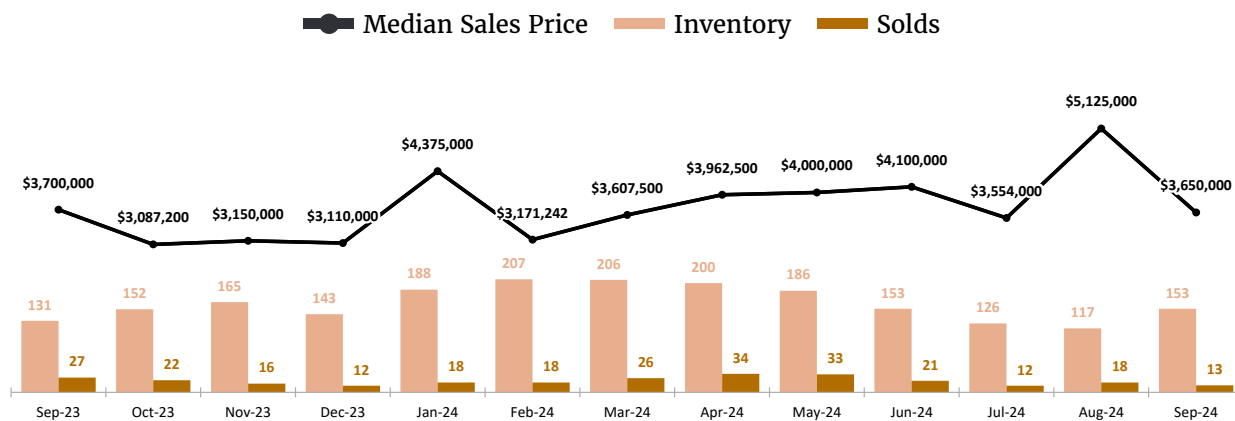 Median Sales Price Inventory Solds
$5,125,000
$4,375,000
$3,962,500 $4,000,000 $4,100,000
$3,700,000 $3,607,500 $3,554,000 $3,650,000
$3,087,200 $3,150,000 $3,110,000 $3,171,242
207 206 200
188 186
165
152 153 153
143
131 126
117
27 22 16 12 18 18 26 34 33 21 12 18 13
Sep-23 Oct-23 Nov-23 Dec-23 Jan-24 Feb-24 Mar-24 Apr-24 May-24 Jun-24 Jul-24 Aug-24 Sep-24